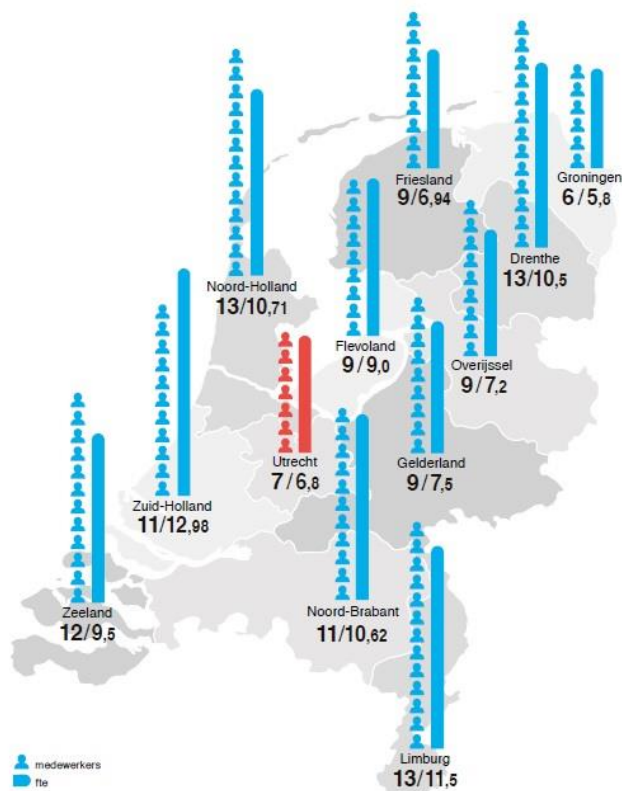 Friesland
9/6,94
Groningen
6/5,8
Drenthe
13/10,5
Noord-Holland
13/10,71
Flevoland
9/9,0
Overijssel
9/7,2
Utrecht
7/6,8
Gelderland
9/7,5
Zuid-Holland
11/12,98
Zeeland
12/9,5
Noord-Brabant
11/10,62
Limburg
13/11,5
medewerkers
fte